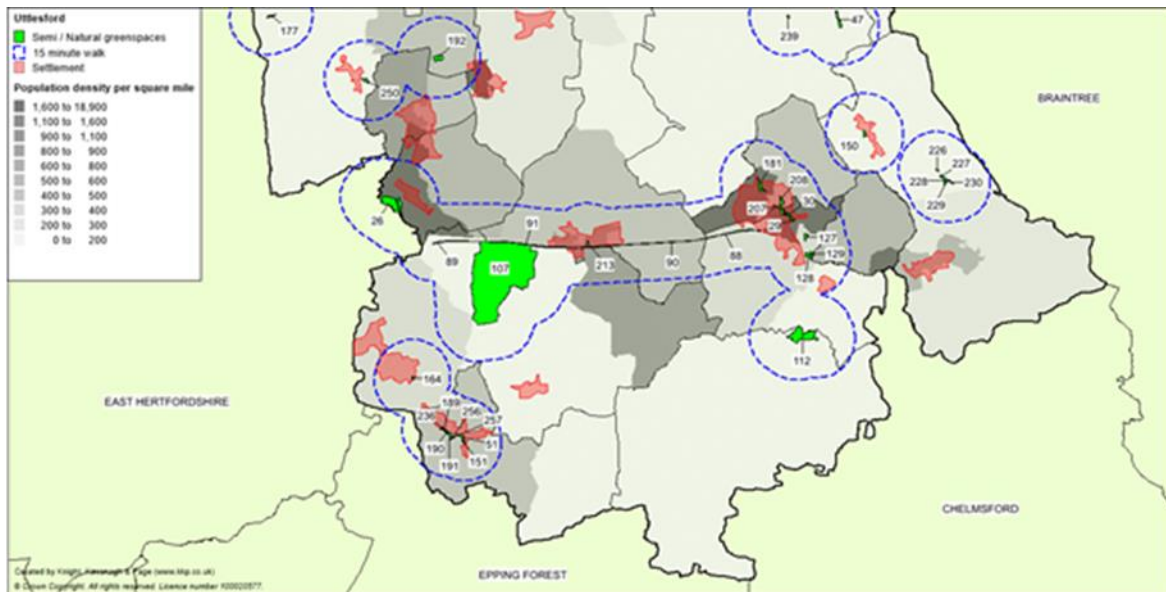 Uttlesford
Semi / Natural greenspaces
15 minute walk
Settlement
Population density per square mile
1,600 to 18,900
1,100 to 1,600
900 to 1,100
800 to 900
600 to 800
500 to 600
400 to 500
300 to 400
200 to 300
0 to 200
177
192
239
47
250
BRAINTREE
150
226
227
181
228
230
208
30
229
26
207
29
91
127
89
107
213
90
88
129
128
112
164
EAST HERTFORDSHIRE
189
256
236
257
51
190
151
191
CHELMSFORD
Created by Knight, Kavanagh & Page (www.kkp.co.uk)
EPPING FOREST
© Crown Copyright. All rights reserved. Licence number 100020577.